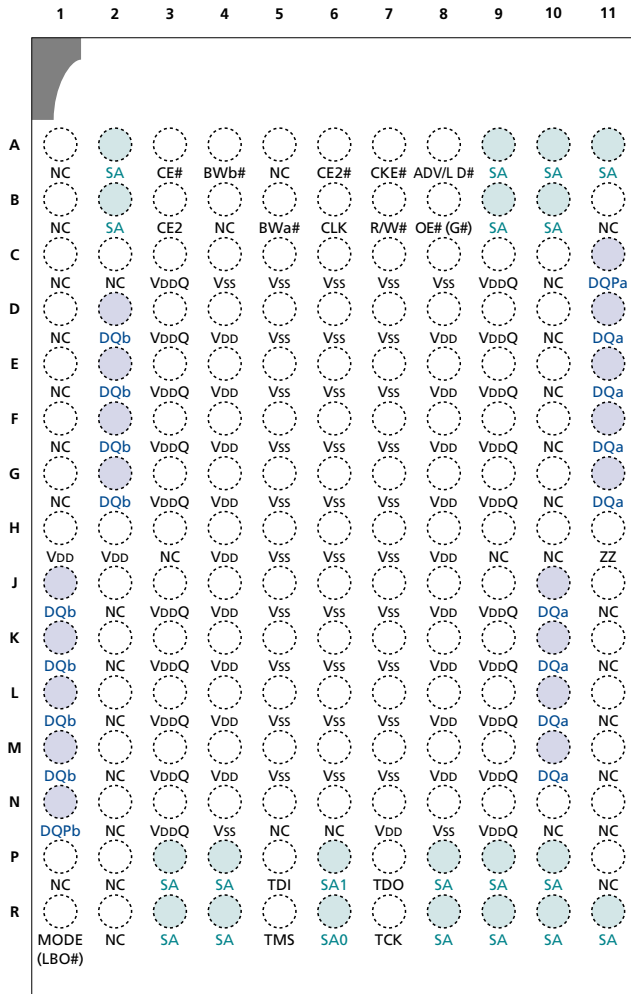 1 2 3 4 5 6 7 8 9 10 11
A
NC SA CE# BWb# NC CE2# CKE# ADV/L D# SA SA SA
B
NC SA CE2 NC BWa# CLK R/W# OE# (G#) SA SA NC
C
NC NC VDDQ VSS VSS VSS VSS VSS VDDQ NC DQPa
D
NC DQb VDDQ VDD VSS VSS VSS VDD VDDQ NC DQa
E
NC DQb VDDQ VDD VSS VSS VSS VDD VDDQ NC DQa
F
NC DQb VDDQ VDD VSS VSS VSS VDD VDDQ NC DQa
G
NC DQb VDDQ VDD VSS VSS VSS VDD VDDQ NC DQa
H
VDD VDD NC VDD VSS VSS VSS VDD NC NC ZZ
J
DQb NC VDDQ VDD VSS VSS VSS VDD VDDQ DQa NC
K
DQb NC VDDQ VDD VSS VSS VSS VDD VDDQ DQa NC
L
DQb NC VDDQ VDD VSS VSS VSS VDD VDDQ DQa NC
M
DQb NC VDDQ VDD VSS VSS VSS VDD VDDQ DQa NC
N
DQPb NC VDDQ VSS NC NC VDD VSS VDDQ NC NC
P
NC NC SA SA TDI SA1 TDO SA SA SA NC
R
MODE NC SA SA TMS SA0 TCK SA SA SA SA
(LBO#)